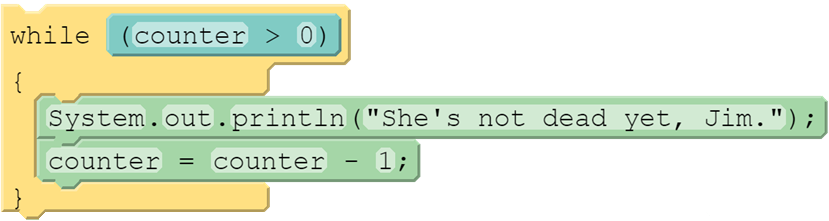 while (counter > 0)
{
System.out.println("She's not dead yet, Jim.");
counter = counter - 1;
}